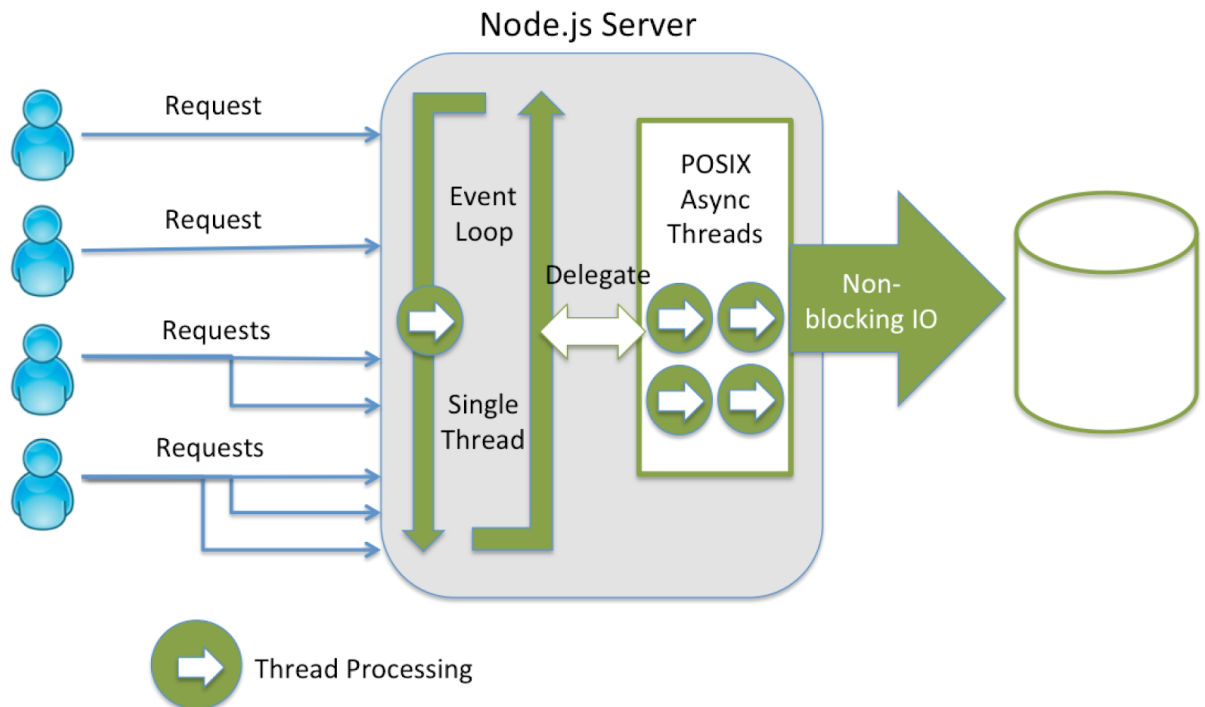 Node.js Server
Request
Request
Requests
Requests
Event
Loop
Single
Thread
Delegate
POSIX
Async
Threads
Non-
blocking IO
Thread Processing